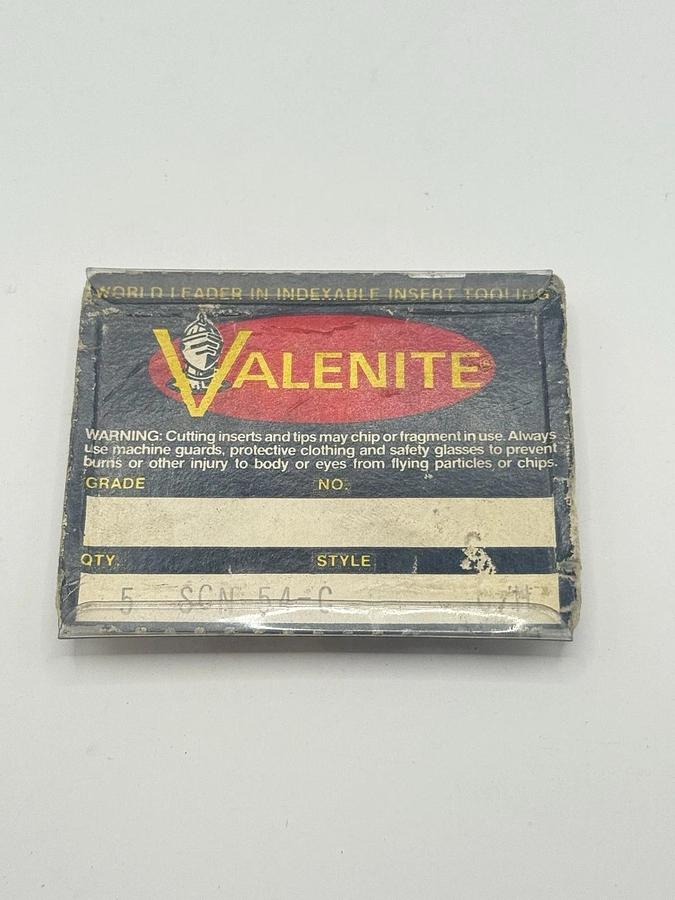 WORLD LEADER IN INDEXABLE INSERT TOOLING
VALENITE®
WARNING: Cutting inserts and tips may chip or fragment in use. Always
use machine guards, protective clothing and safety glasses to prevent
burns or other injury to body or eyes from flying particles or chips.
GRADE NO.
QTY. STYLE
5 SCN 54-C